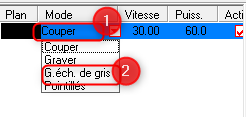 Plan Mode Vitesse Puiss. Acti
Couper 1 30.00 60.0
Couper
Graver
G.éch. de gris 2
Pointillés